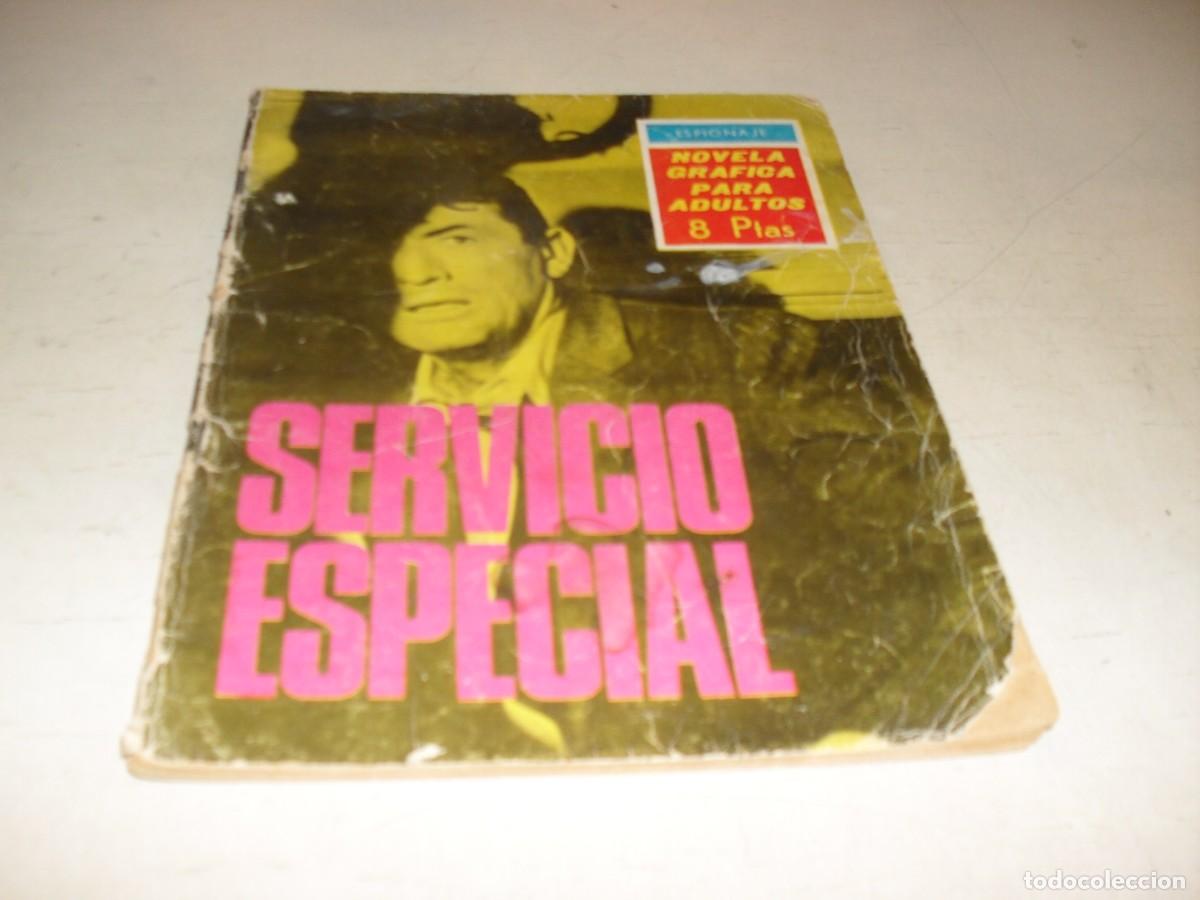 ESPIONAJE
NOVELA
GRAFICA
PARA
ADULTOS
8 Ptas
SERVICIO
ESPECIAL
todocoleccion